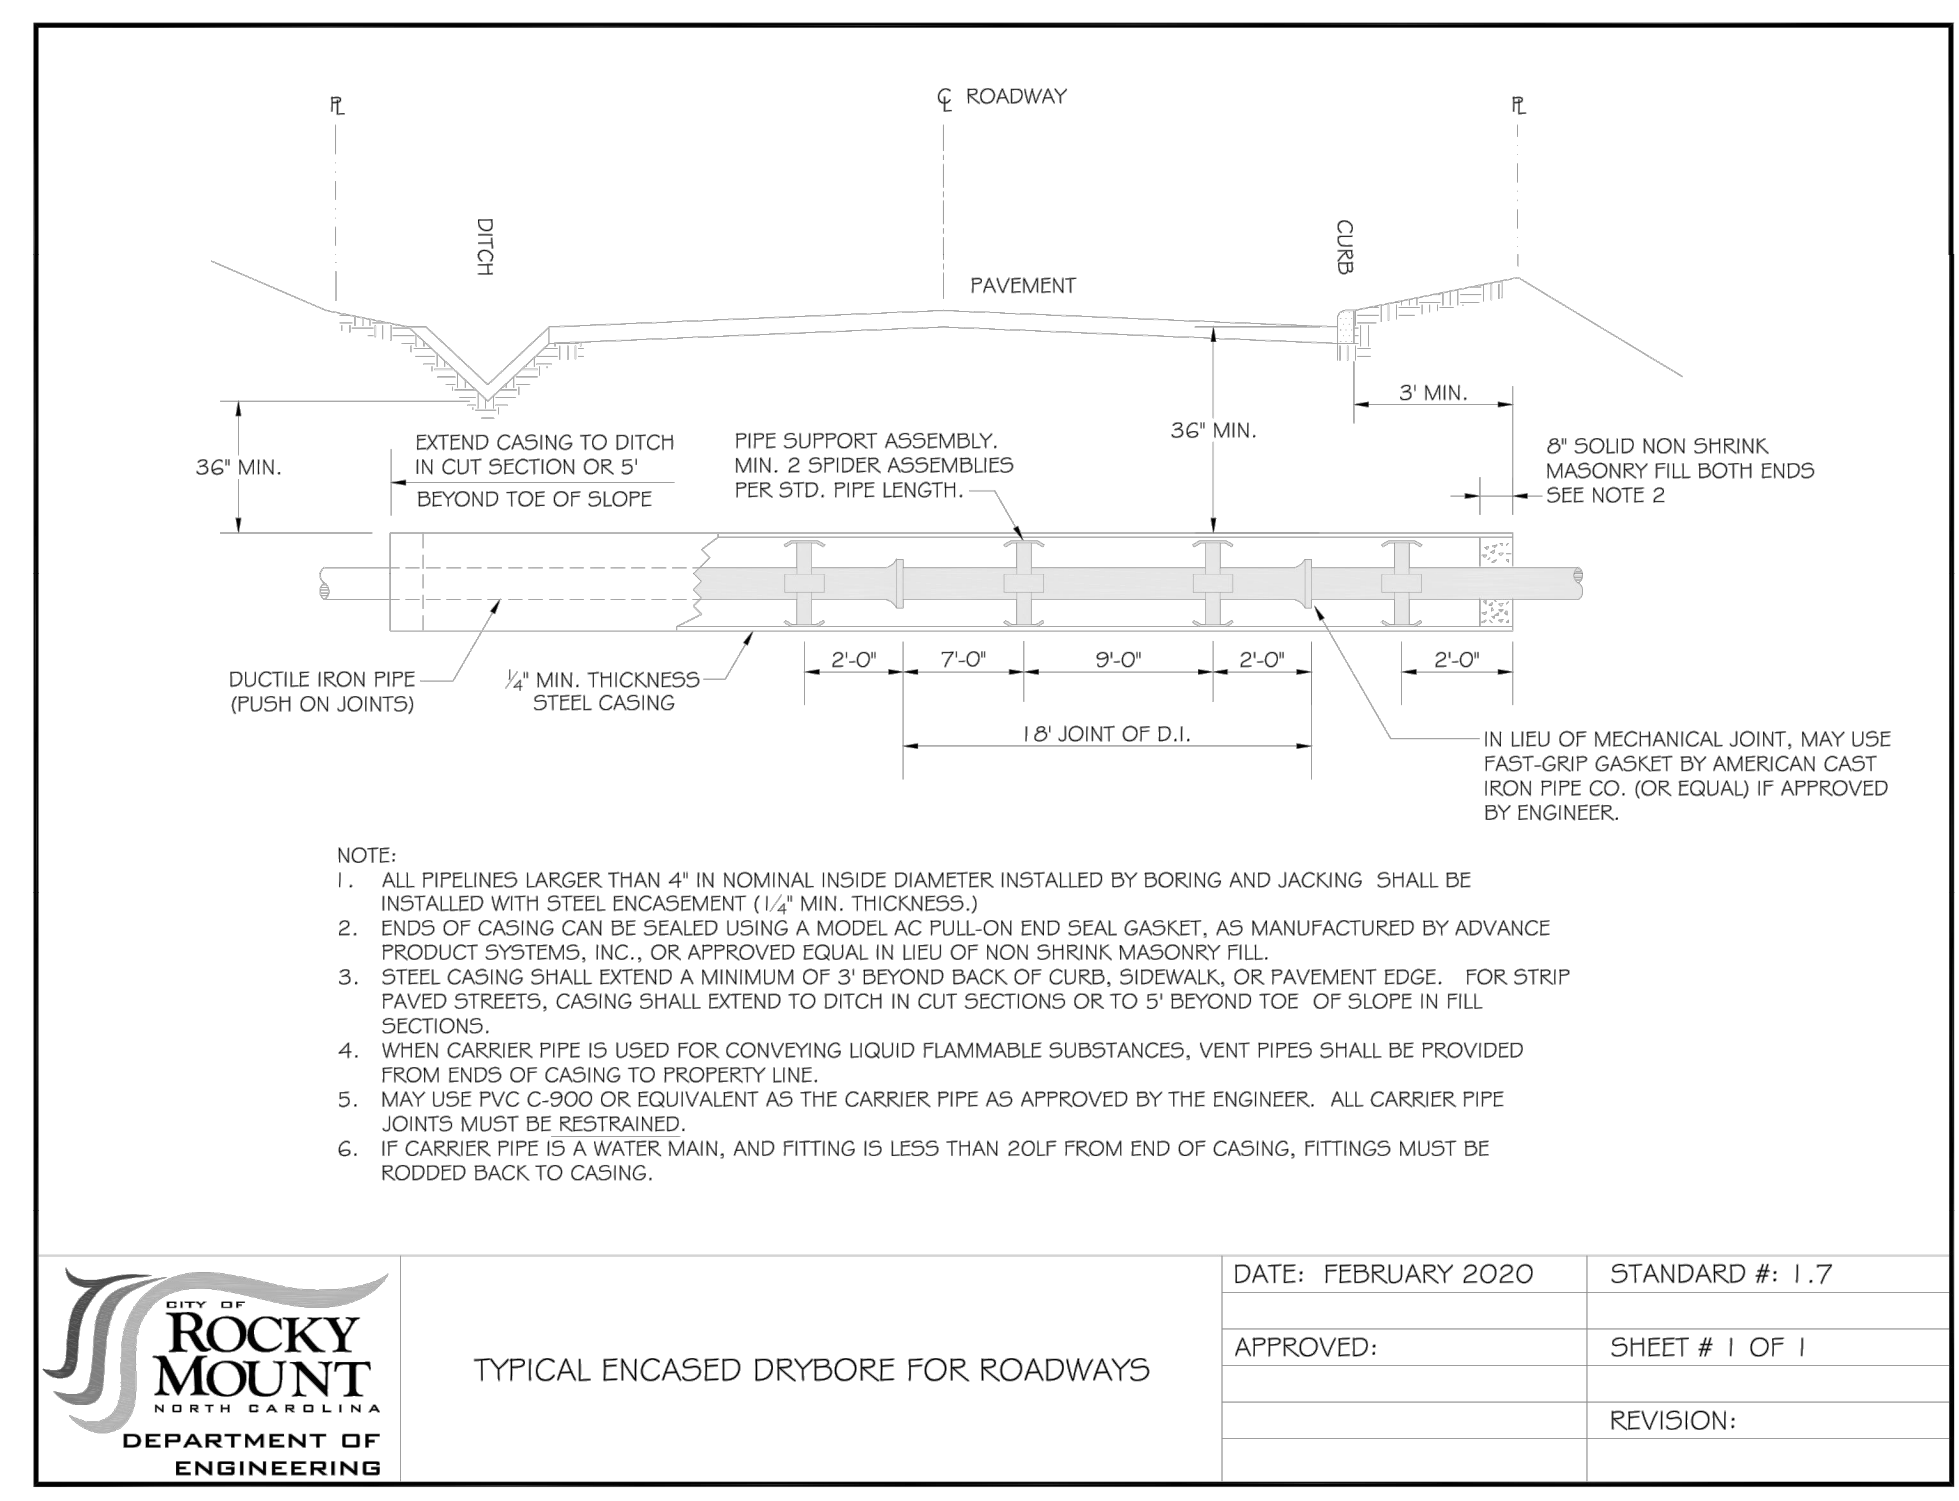 ℄ ROADWAY
PL
PL
DITCH
CURB
PAVEMENT
3' MIN.
36" MIN.
36" MIN.
EXTEND CASING TO DITCH
IN CUT SECTION OR 5'
BEYOND TOE OF SLOPE
PIPE SUPPORT ASSEMBLY.
MIN. 2 SPIDER ASSEMBLIES
PER STD. PIPE LENGTH.
8" SOLID NON SHRINK
MASONRY FILL BOTH ENDS
SEE NOTE 2
2'-0"
7'-0"
9'-0"
2'-0"
2'-0"
DUCTILE IRON PIPE
(PUSH ON JOINTS)
1/4" MIN. THICKNESS
STEEL CASING
18' JOINT OF D.I.
IN LIEU OF MECHANICAL JOINT, MAY USE
FAST-GRIP GASKET BY AMERICAN CAST
IRON PIPE CO. (OR EQUAL) IF APPROVED
BY ENGINEER.
NOTE:
1. ALL PIPELINES LARGER THAN 4" IN NOMINAL INSIDE DIAMETER INSTALLED BY BORING AND JACKING SHALL BE
INSTALLED WITH STEEL ENCASEMENT (1/4" MIN. THICKNESS.)
2. ENDS OF CASING CAN BE SEALED USING A MODEL AC PULL-ON END SEAL GASKET, AS MANUFACTURED BY ADVANCE
PRODUCT SYSTEMS, INC., OR APPROVED EQUAL IN LIEU OF NON SHRINK MASONRY FILL.
3. STEEL CASING SHALL EXTEND A MINIMUM OF 3' BEYOND BACK OF CURB, SIDEWALK, OR PAVEMENT EDGE. FOR STRIP
PAVED STREETS, CASING SHALL EXTEND TO DITCH IN CUT SECTIONS OR TO 5' BEYOND TOE OF SLOPE IN FILL
SECTIONS.
4. WHEN CARRIER PIPE IS USED FOR CONVEYING LIQUID FLAMMABLE SUBSTANCES, VENT PIPES SHALL BE PROVIDED
FROM ENDS OF CASING TO PROPERTY LINE.
5. MAY USE PVC C-900 OR EQUIVALENT AS THE CARRIER PIPE AS APPROVED BY THE ENGINEER. ALL CARRIER PIPE
JOINTS MUST BE RESTRAINED.
6. IF CARRIER PIPE IS A WATER MAIN, AND FITTING IS LESS THAN 20LF FROM END OF CASING, FITTINGS MUST BE
RODDED BACK TO CASING.
CITY OF
ROCKY
MOUNT
NORTH CAROLINA
DEPARTMENT OF
ENGINEERING
TYPICAL ENCASED DRYBORE FOR ROADWAYS
DATE: FEBRUARY 2020
STANDARD #: 1.7
APPROVED:
SHEET # 1 OF 1
REVISION: